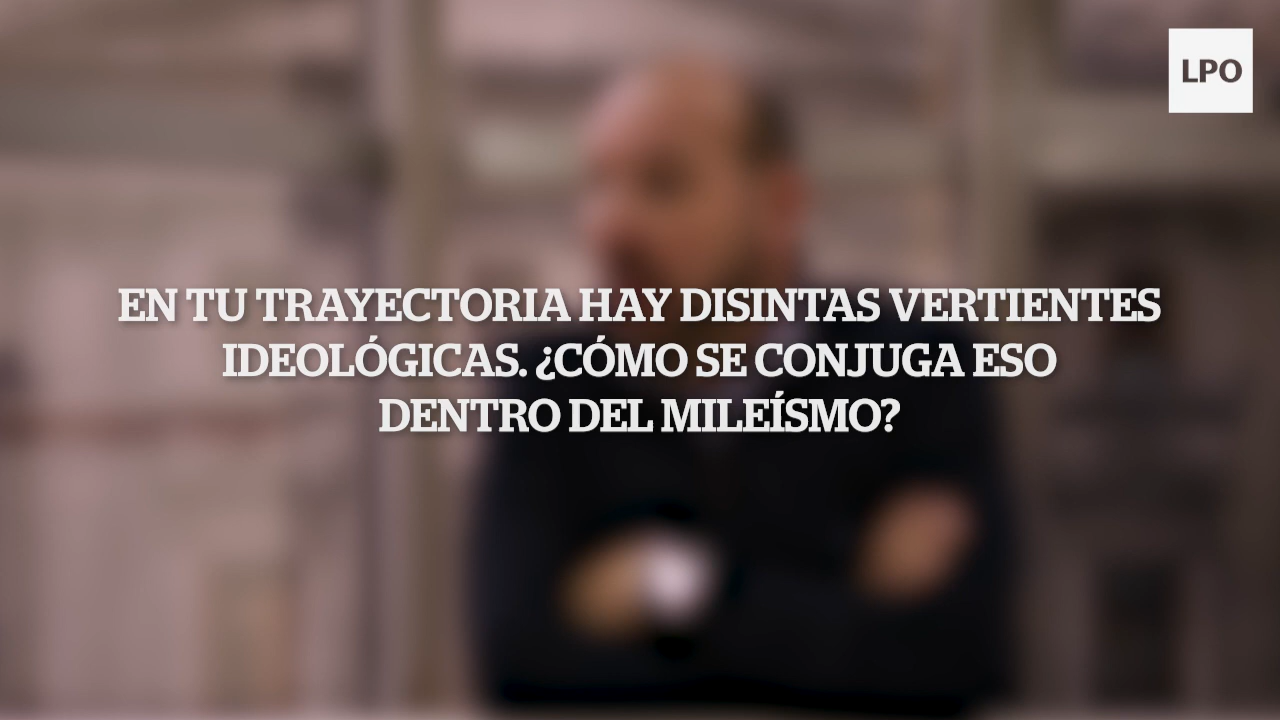 LPO
EN TU TRAYECTORIA HAY DISINTAS VERTIENTES
IDEOLÓGICAS. ¿CÓMO SE CONJUGA ESO
DENTRO DEL MILEÍSMO?